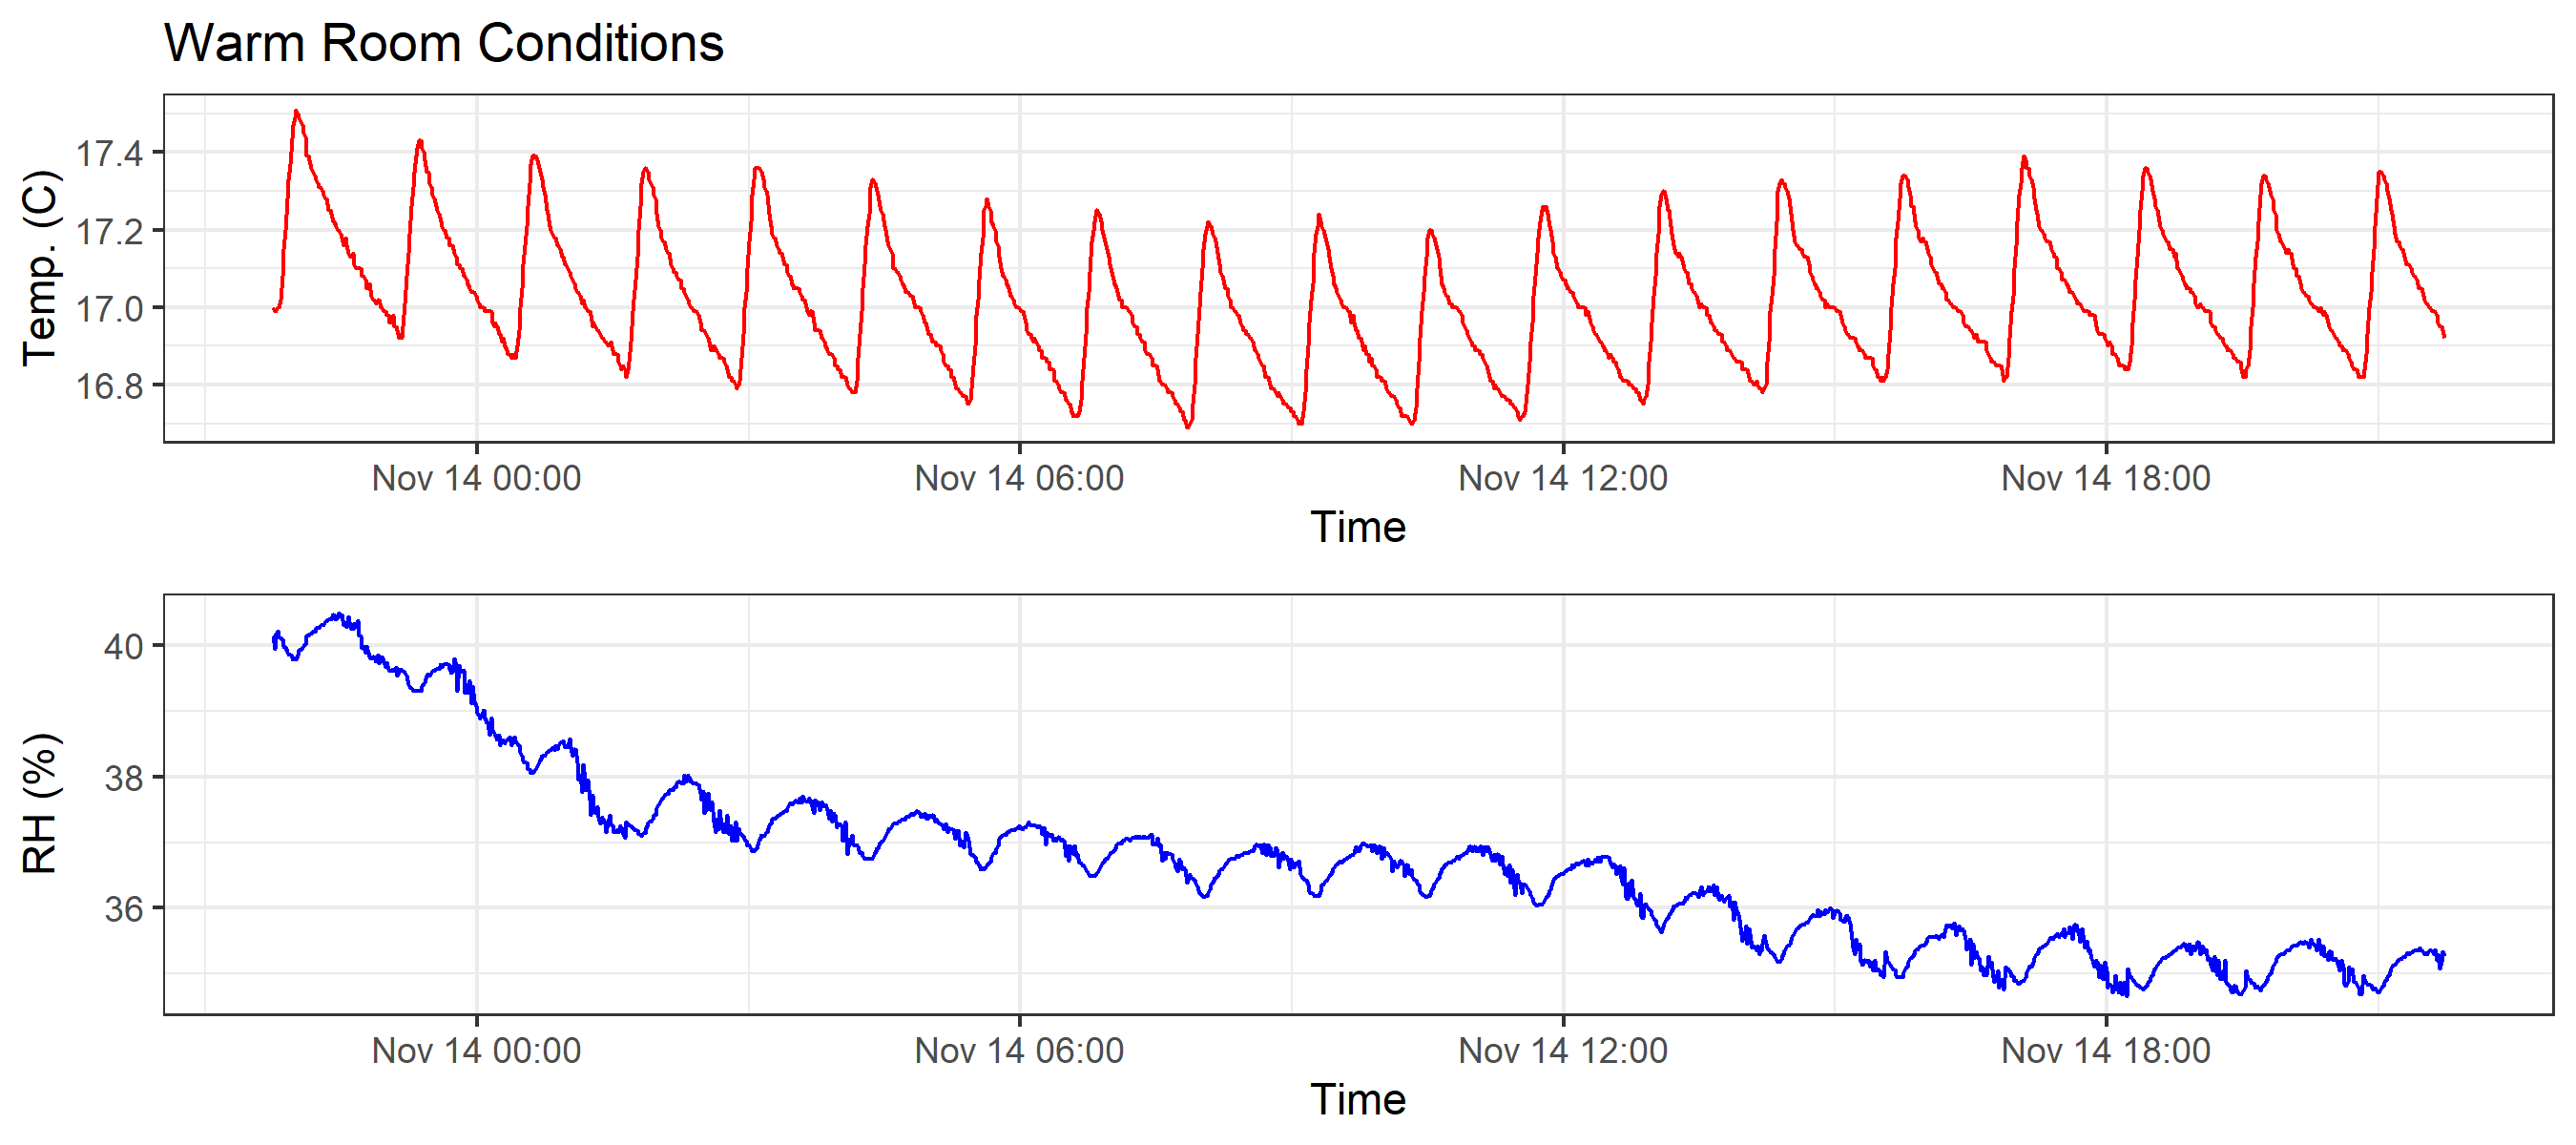 Warm Room Conditions
Temp. (C)
17.4
17.2
17.0
16.8
Nov 14 00:00 Nov 14 06:00 Nov 14 12:00 Nov 14 18:00
Time
RH (%)
40
38
36
Nov 14 00:00 Nov 14 06:00 Nov 14 12:00 Nov 14 18:00
Time